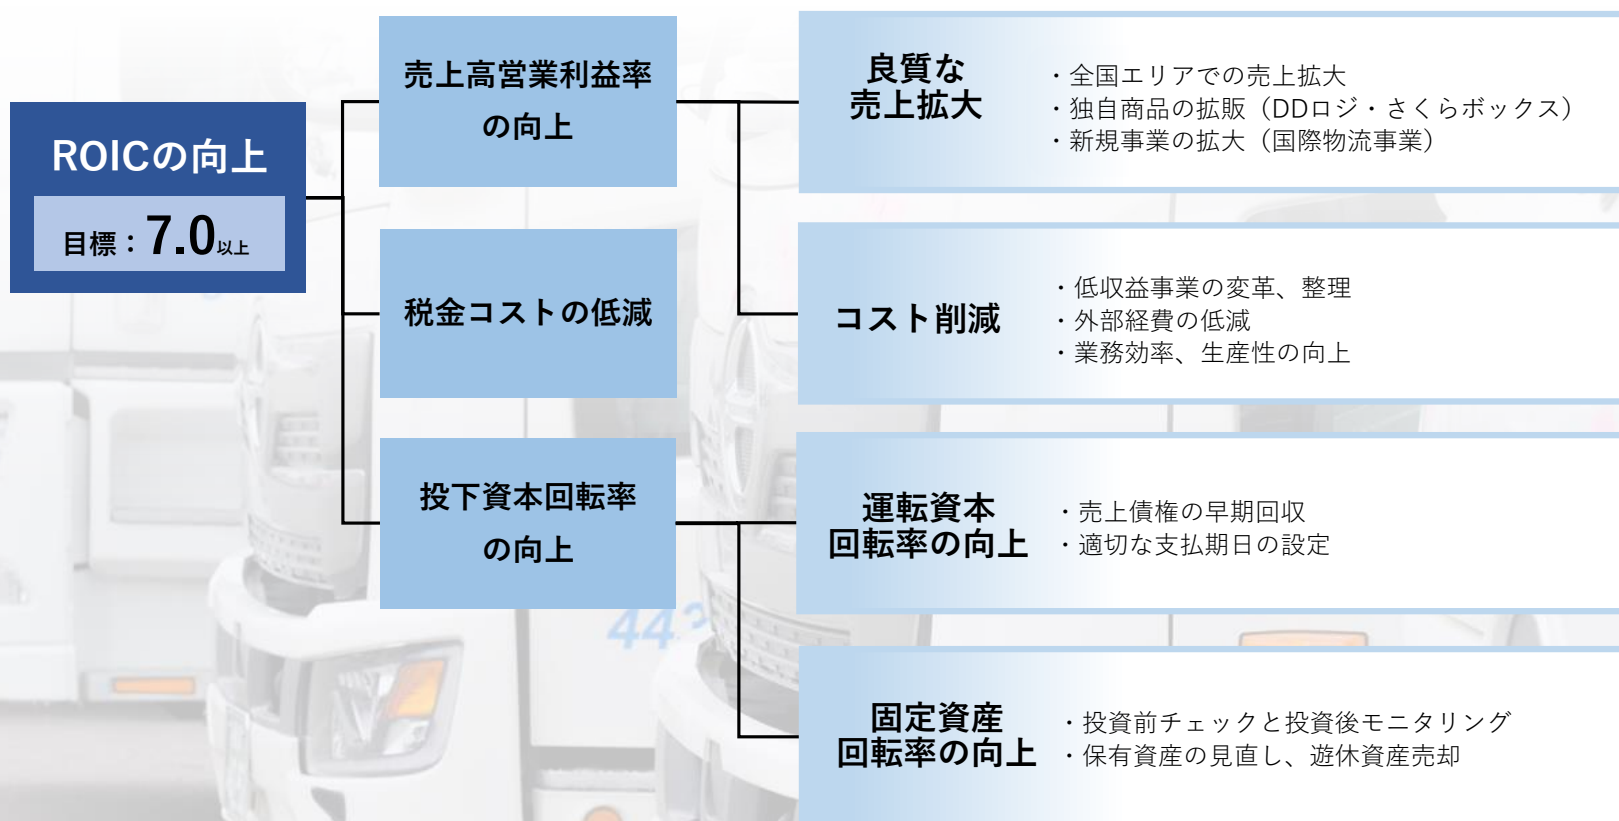 ROICの向上
目標：7.0以上
売上高営業利益率
の向上
税金コストの低減
投下資本回転率
の向上
良質な
売上拡大
・全国エリアでの売上拡大
・独自商品の拡販（DDロジ・さくらボックス）
・新規事業の拡大（国際物流事業）
コスト削減
・低収益事業の変革、整理
・外部経費の低減
・業務効率、生産性の向上
運転資本
回転率の向上
・売上債権の早期回収
・適切な支払期日の設定
固定資産
回転率の向上
・投資前チェックと投資後モニタリング
・保有資産の見直し、遊休資産売却